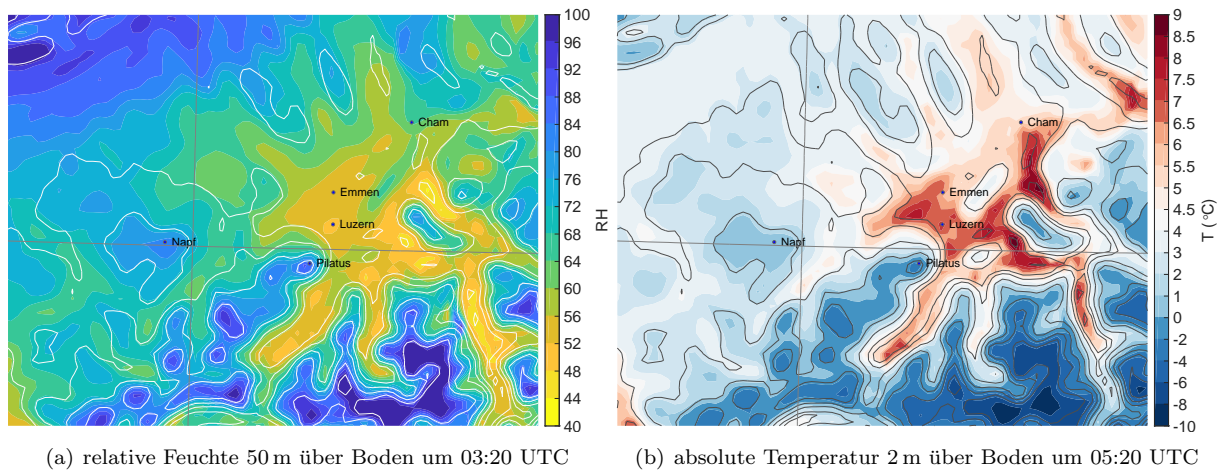 100
96
92
88
84
80
76
72
68
64
60
56
52
48
44
40
RH
Cham
Emmen
Luzern
Napf
Pilatus
9
8.5
8
7.5
7
6.5
6
5.5
5
4.5
4
3
2
1
0
-2
-4
-6
-8
-10
T (°C)
Cham
Emmen
Luzern
Napf
Pilatus
(a) relative Feuchte 50 m über Boden um 03:20 UTC
(b) absolute Temperatur 2 m über Boden um 05:20 UTC